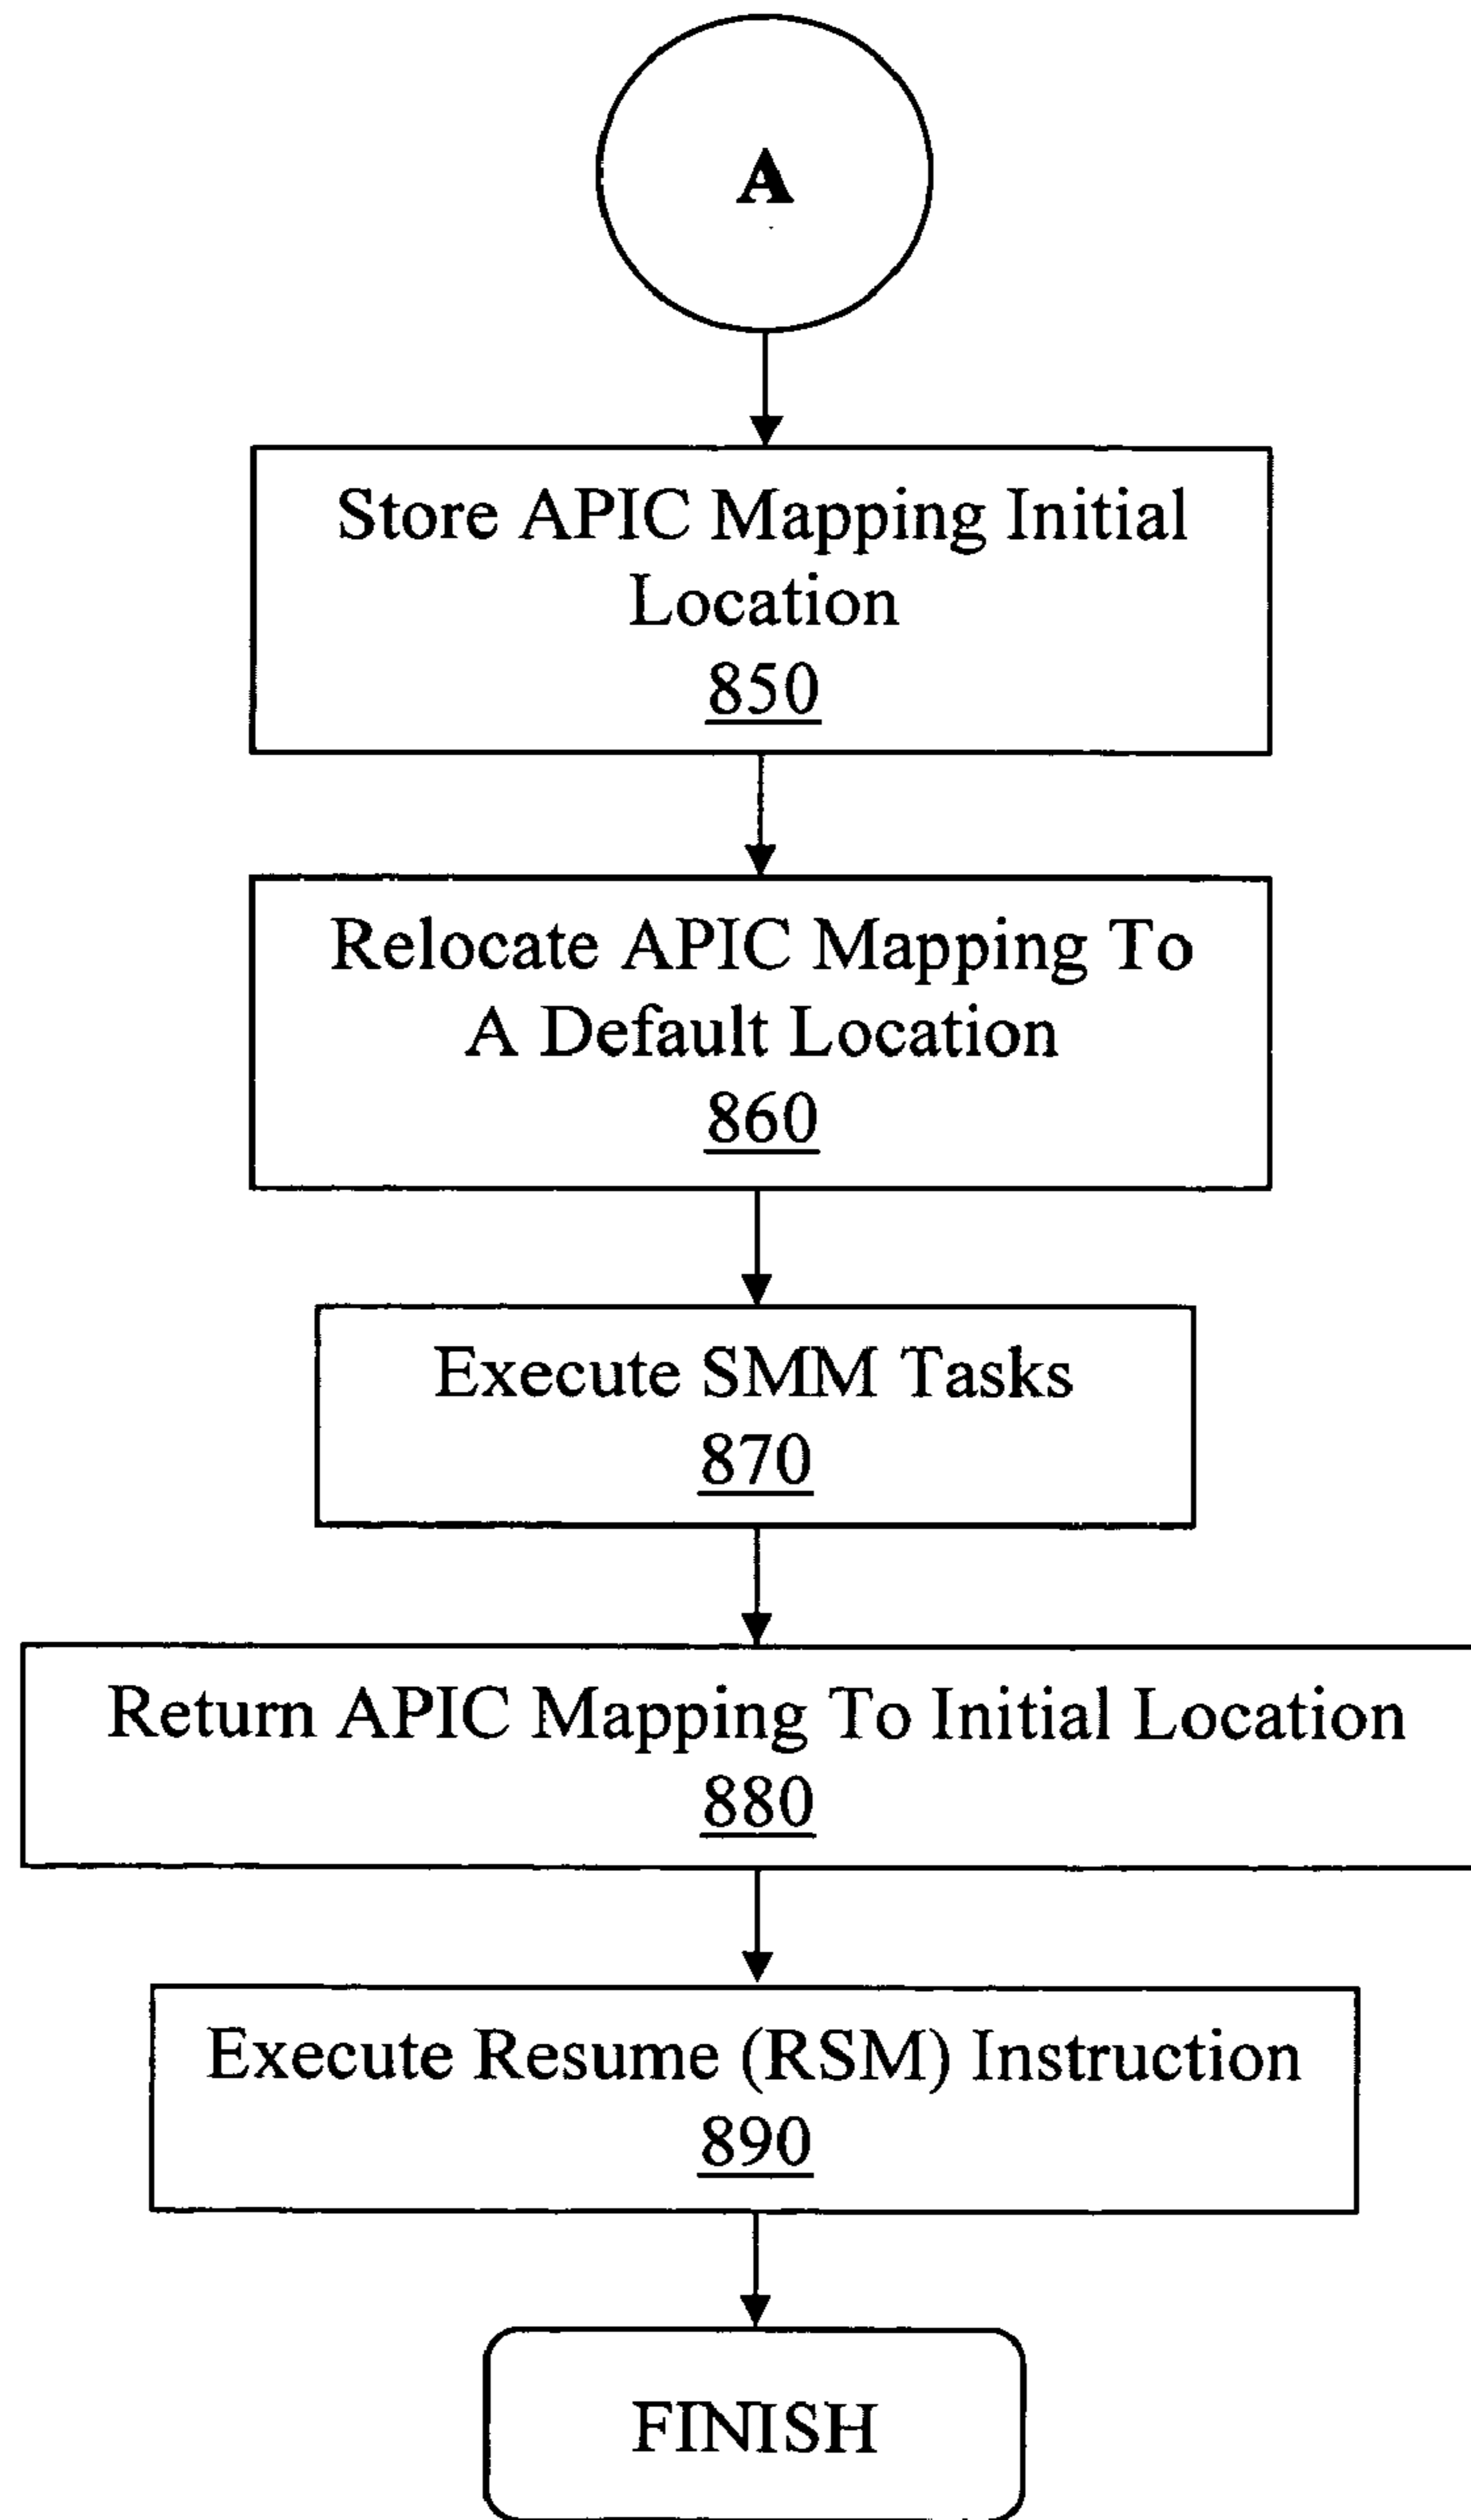 A
Store APIC Mapping Initial
Location
850
Relocate APIC Mapping To
A Default Location
860
Execute SMM Tasks
870
Return APIC Mapping To Initial Location
880
Execute Resume (RSM) Instruction
890
FINISH